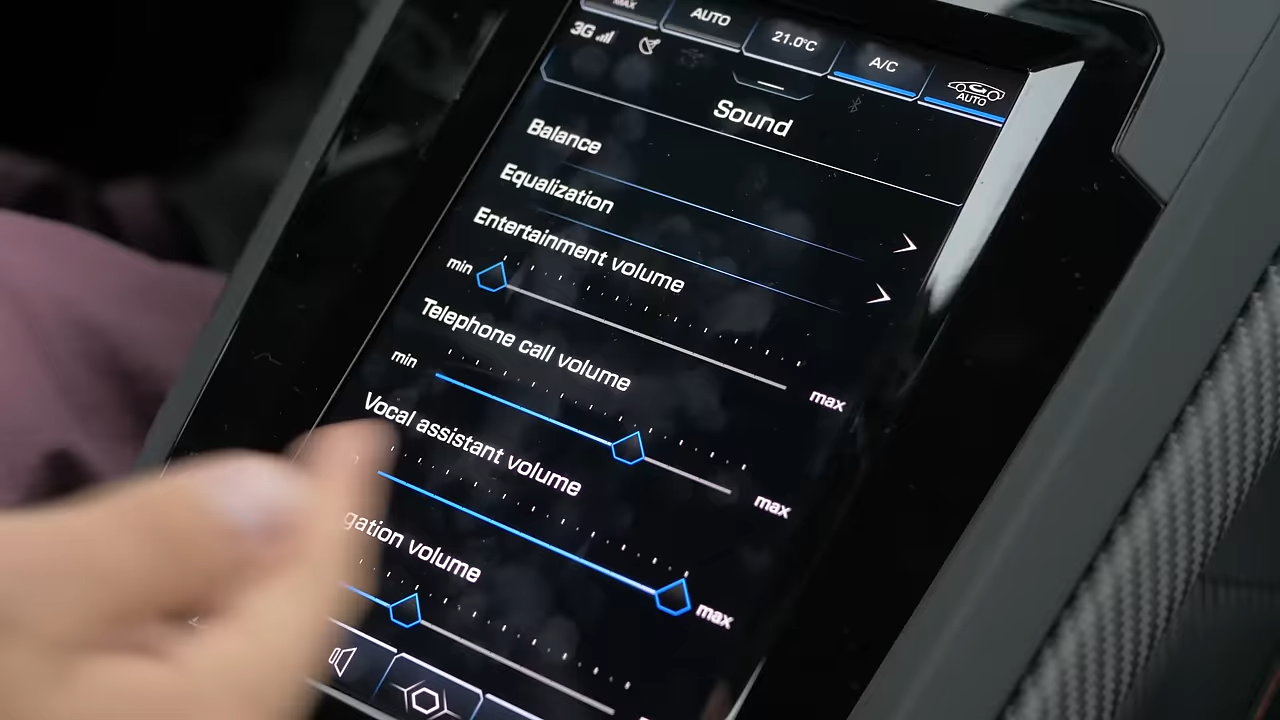 MAX
AUTO
21.0°C
A/C
AUTO
3G
Sound
Balance
Equalization
Entertainment volume
min
max
Telephone call volume
min
max
Vocal assistant volume
max
gation volume